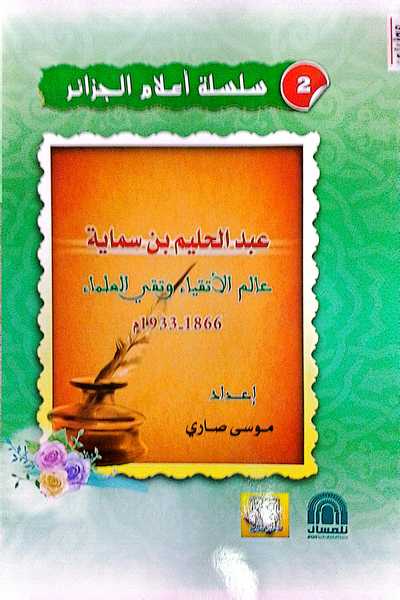 2
سلسلة أعلام الجزائر
عبد الحليم بن سماية
عالم الأتقياء وتقي العلماء
1866-1933م
إعداد
موسى صاري